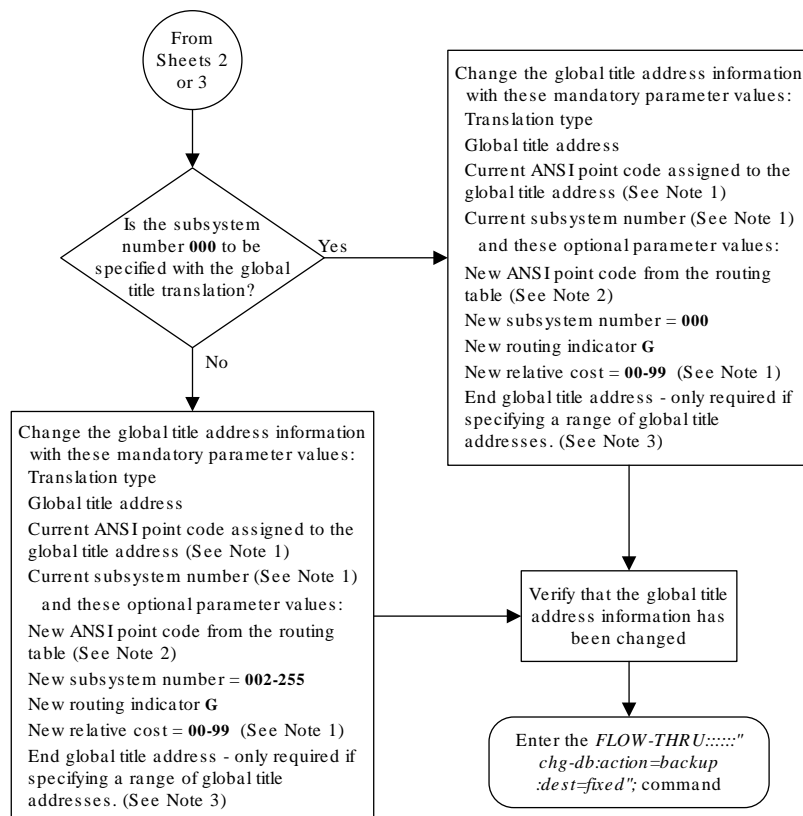 From
Sheets 2
or 3
Is the subsystem
number 000 to be
specified with the global
title translation?
Yes
No
Change the global title address information
with these mandatory parameter values:
Translation type
Global title address
Current ANSI point code assigned to the
global title address (See Note 1)
Current subsystem number (See Note 1)
and these optional parameter values:
New ANSI point code from the routing
table (See Note 2)
New subsystem number = 000
New routing indicator G
New relative cost = 00-99 (See Note 1)
End global title address - only required if
specifying a range of global title
addresses. (See Note 3)
Change the global title address information
with these mandatory parameter values:
Translation type
Global title address
Current ANSI point code assigned to the
global title address (See Note 1)
Current subsystem number (See Note 1)
and these optional parameter values:
New ANSI point code from the routing
table (See Note 2)
New subsystem number = 002-255
New routing indicator G
New relative cost = 00-99 (See Note 1)
End global title address - only required if
specifying a range of global title
addresses. (See Note 3)
Verify that the global title
address information has
been changed
Enter the FLOW-THRU::::::"
chg-db:action=backup
:dest=fixed"; command